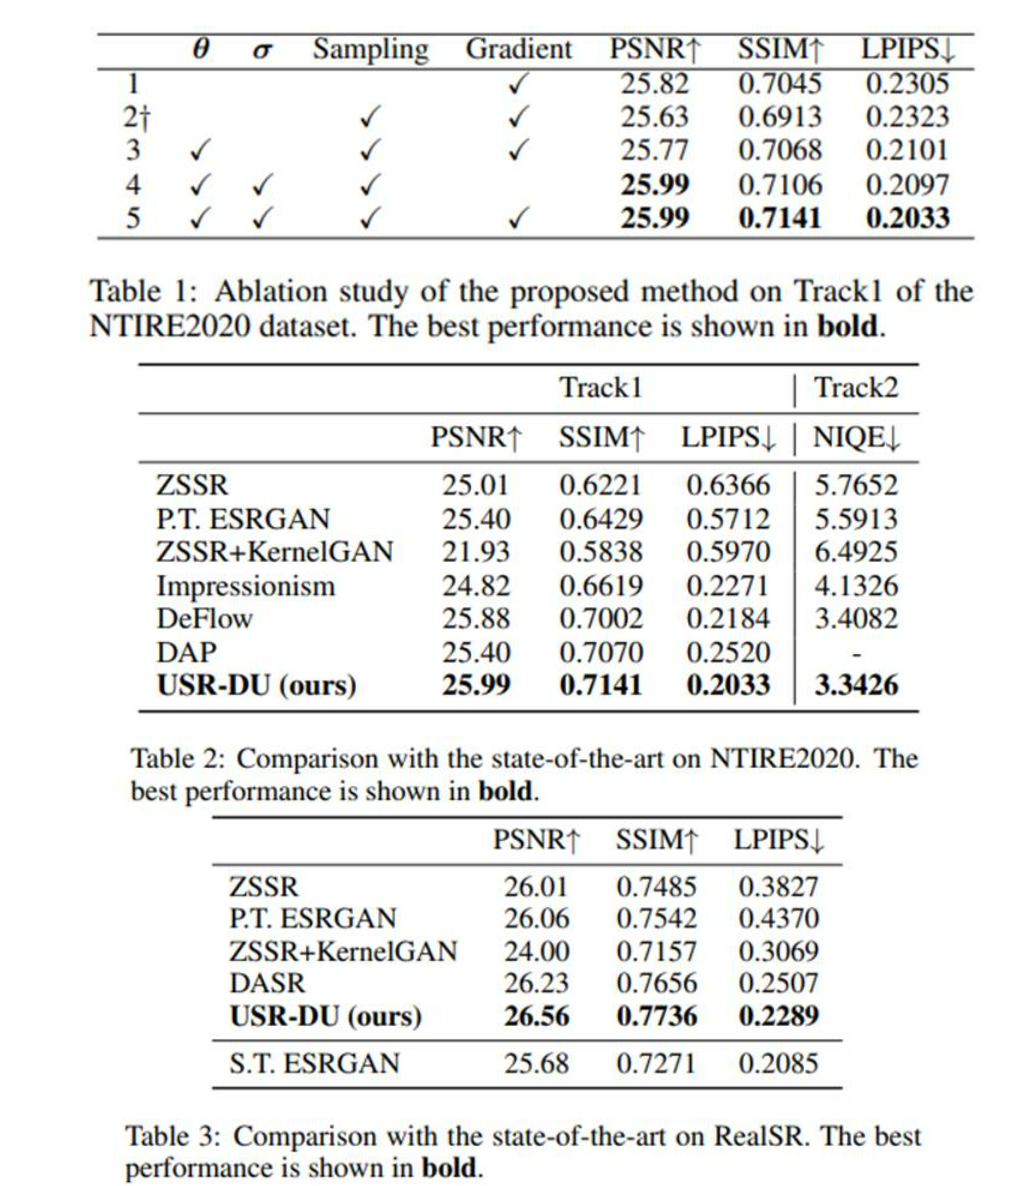 θ σ Sampling Gradient PSNR↑ SSIM↑ LPIPS↓
1 ✓ 25.82 0.7045 0.2305
2† ✓ ✓ 25.63 0.6913 0.2323
3 ✓ ✓ ✓ 25.77 0.7068 0.2101
4 ✓ ✓ ✓ 25.99 0.7106 0.2097
5 ✓ ✓ ✓ ✓ 25.99 0.7141 0.2033
Table 1: Ablation study of the proposed method on Track1 of the
NTIRE2020 dataset. The best performance is shown in bold.
Track1 Track2
PSNR↑ SSIM↑ LPIPS↓ NIQE↓
ZSSR 25.01 0.6221 0.6366 5.7652
P.T. ESRGAN 25.40 0.6429 0.5712 5.5913
ZSSR+KernelGAN 21.93 0.5838 0.5970 6.4925
Impressionism 24.82 0.6619 0.2271 4.1326
DeFlow 25.88 0.7002 0.2184 3.4082
DAP 25.40 0.7070 0.2520 -
USR-DU (ours) 25.99 0.7141 0.2033 3.3426
Table 2: Comparison with the state-of-the-art on NTIRE2020. The
best performance is shown in bold.
PSNR↑ SSIM↑ LPIPS↓
ZSSR 26.01 0.7485 0.3827
P.T. ESRGAN 26.06 0.7542 0.4370
ZSSR+KernelGAN 24.00 0.7157 0.3069
DASR 26.23 0.7656 0.2507
USR-DU (ours) 26.56 0.7736 0.2289
S.T. ESRGAN 25.68 0.7271 0.2085
Table 3: Comparison with the state-of-the-art on RealSR. The best
performance is shown in bold.